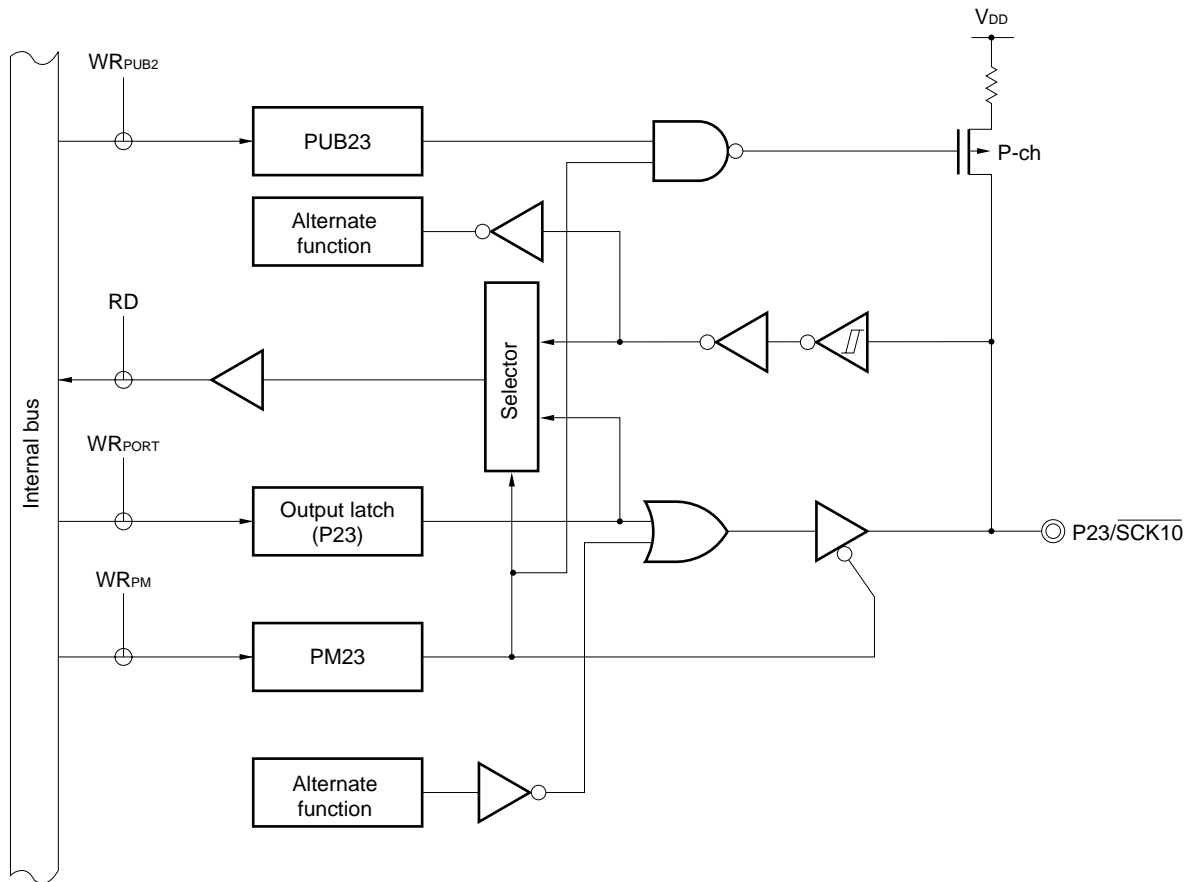 VDD
WRPUB2
PUB23
P-ch
Alternate
function
RD
Selector
Internal bus
WRPORT
Output latch
(P23)
P23/SCK10
WRPM
PM23
Alternate
function